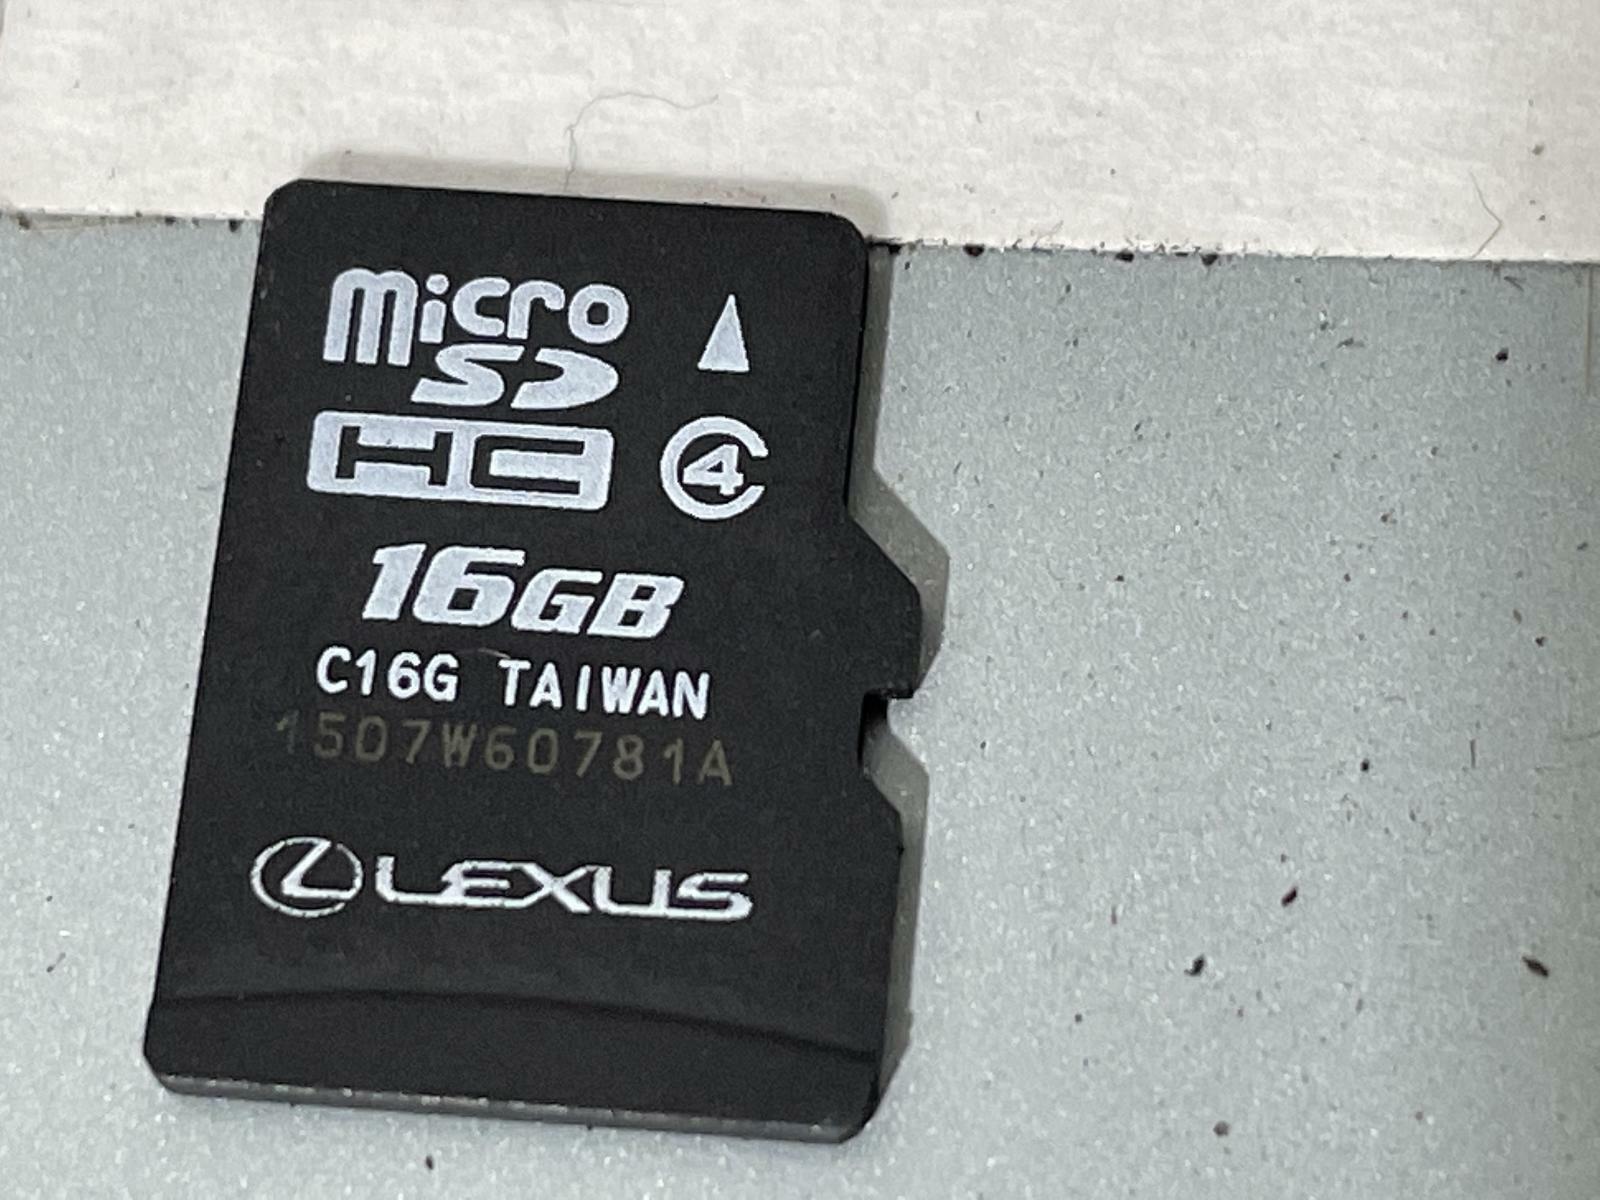 micro
SD
HC 4
16GB
C16G TAIWAN
1507W60781A
LEXUS